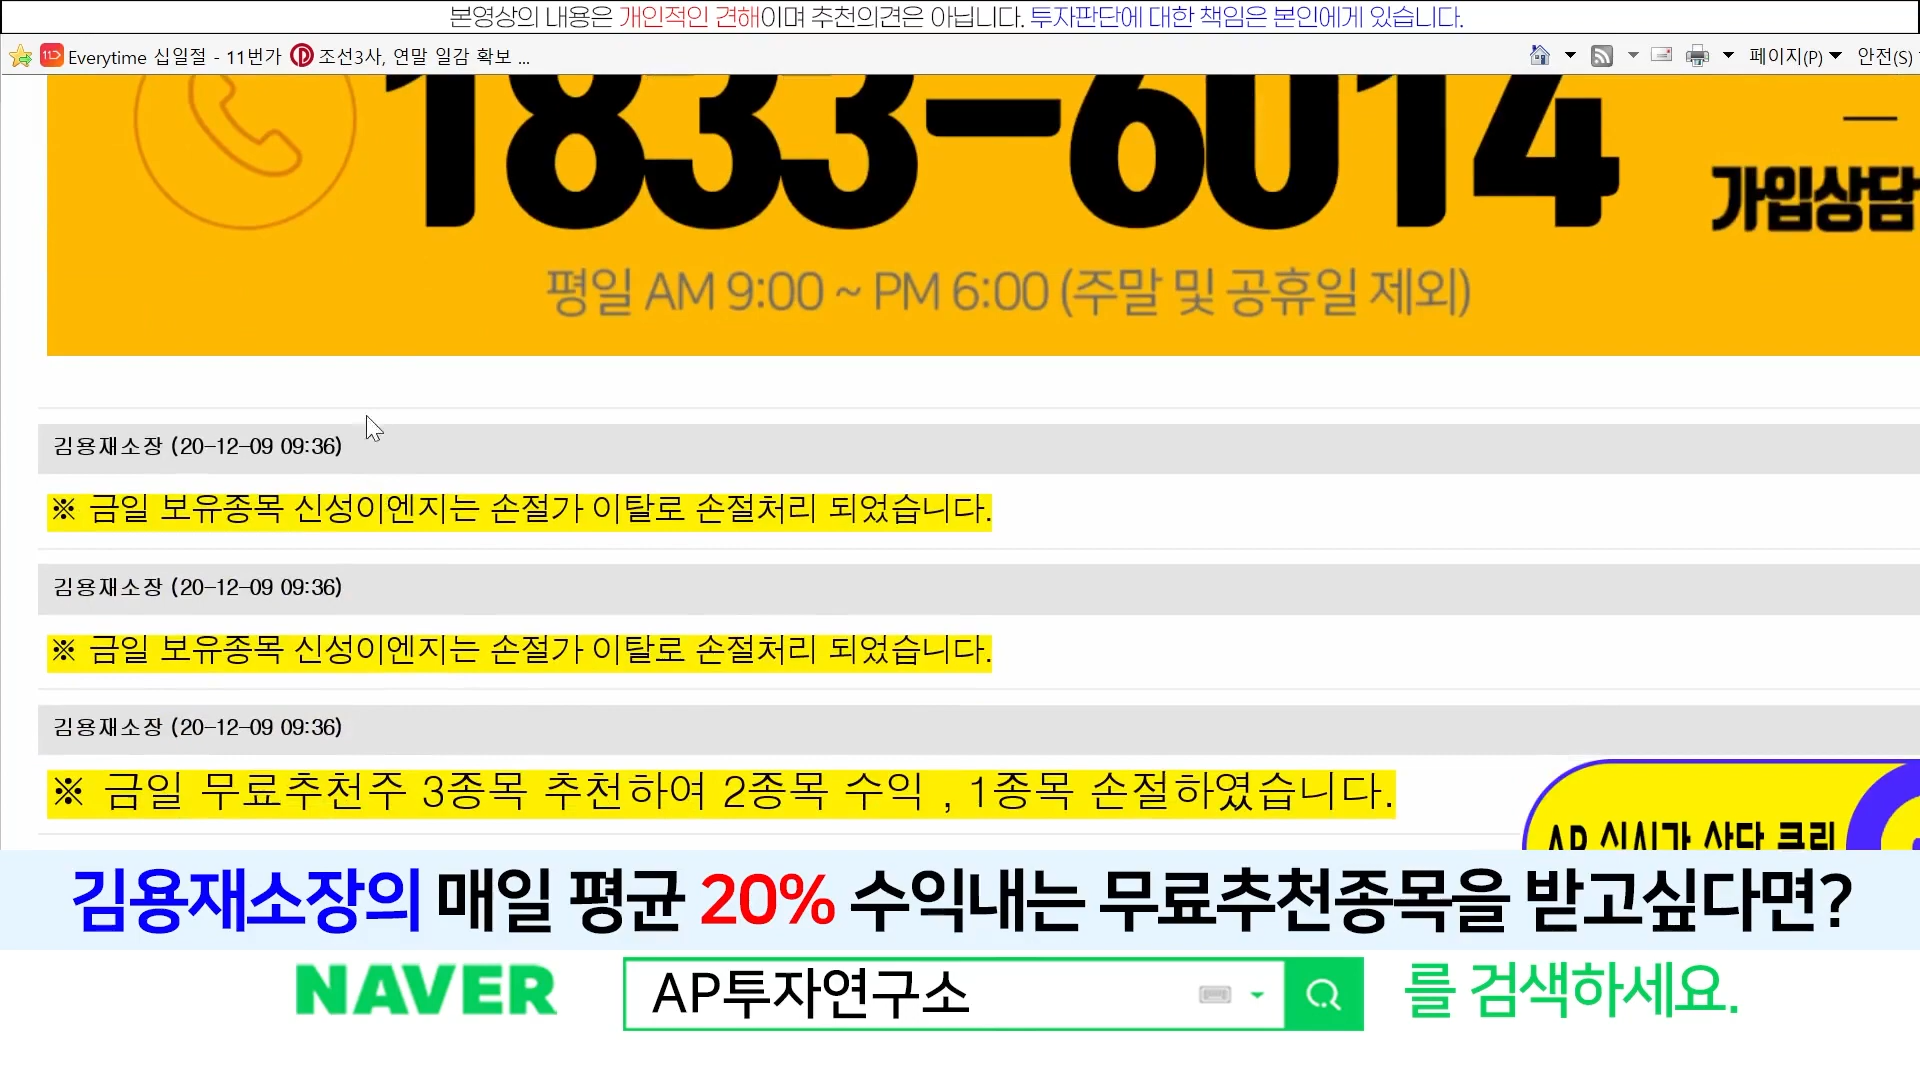 본영상의 내용은 개인적인 견해이며 추천의견은 아닙니다. 투자판단에 대한 책임은 본인에게 있습니다.
Everytime 십일절 - 11번가 조선3사, 연말 일감 확보 ... 페이지(P) 안전(S)
1833-6014
가입상담
평일 AM 9:00 ~ PM 6:00 (주말 및 공휴일 제외)
김용재소장 (20-12-09 09:36)
※ 금일 보유종목 신성이엔지는 손절가 이탈로 손절처리 되었습니다.
김용재소장 (20-12-09 09:36)
※ 금일 보유종목 신성이엔지는 손절가 이탈로 손절처리 되었습니다.
김용재소장 (20-12-09 09:36)
※ 금일 무료추천주 3종목 추천하여 2종목 수익 , 1종목 손절하였습니다.
AP 실시간 상담 클릭
김용재소장의 매일 평균 20% 수익내는 무료추천종목을 받고싶다면?
NAVER AP투자연구소 를 검색하세요.